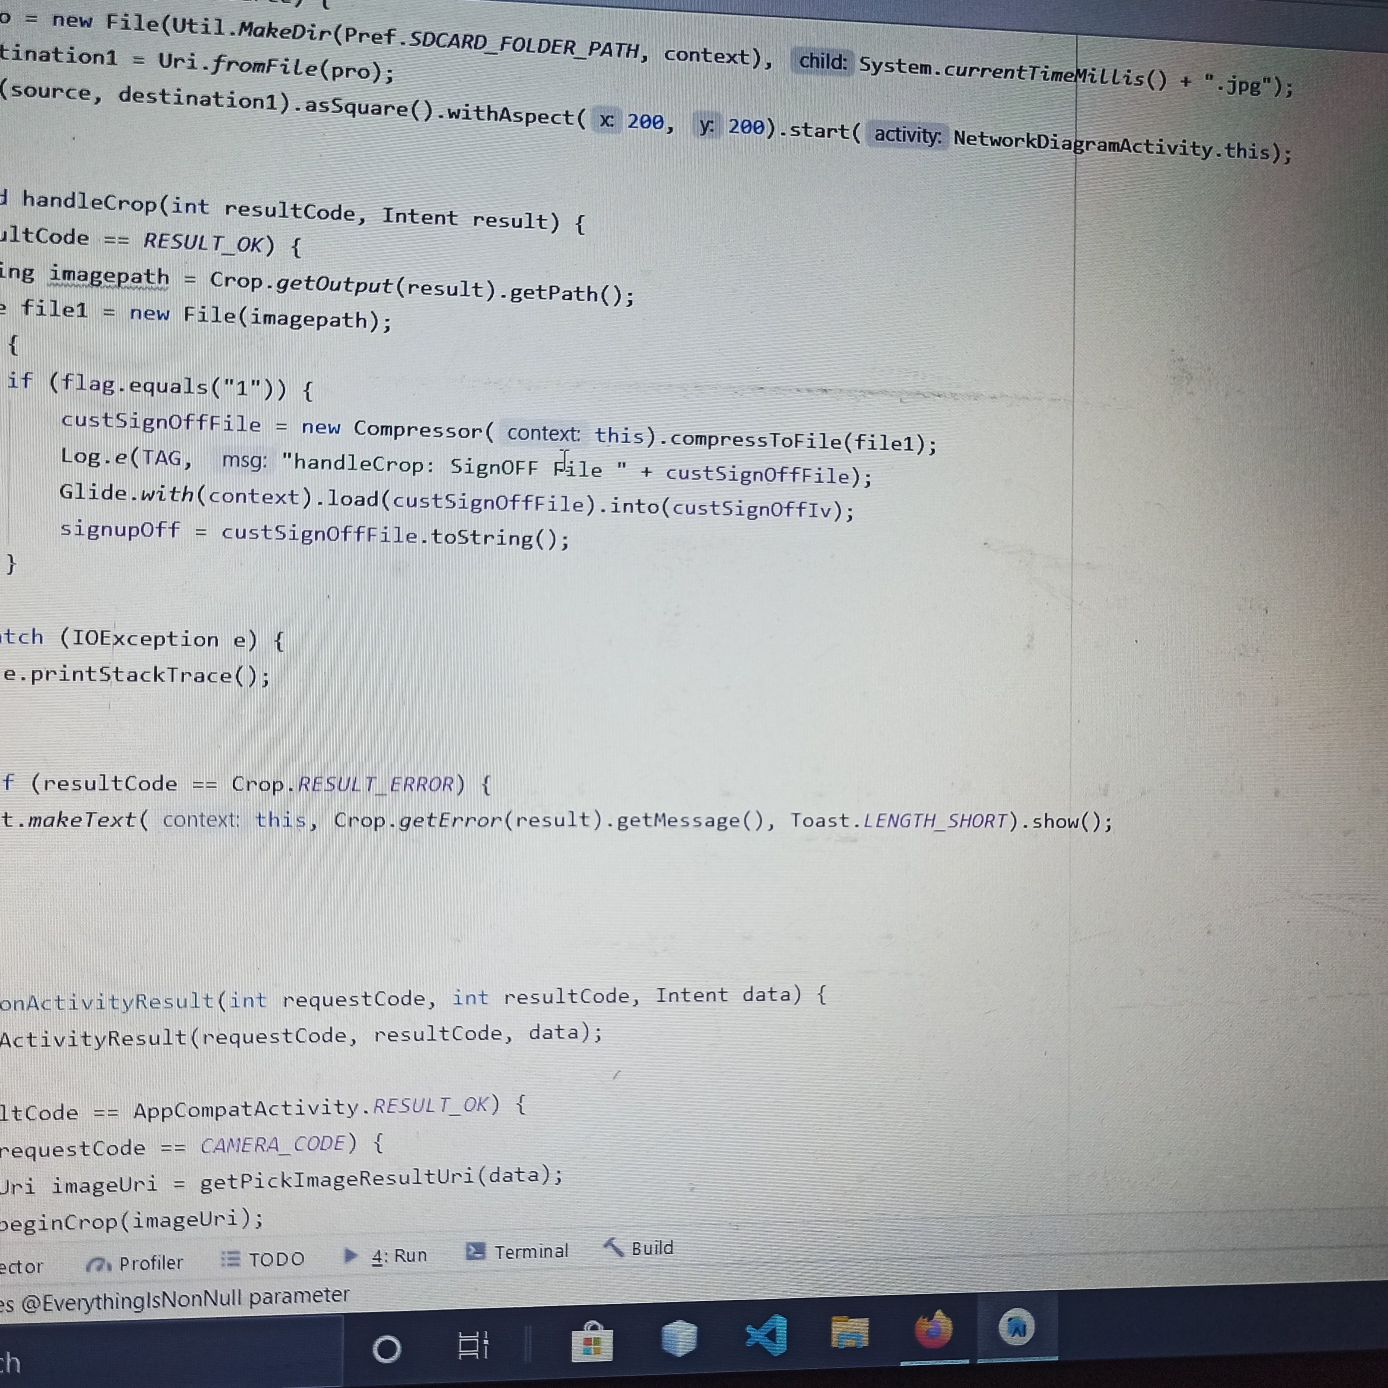 o = new File(Util.MakeDir(Pref.SDCARD_FOLDER_PATH, context), child: System.currentTimeMillis() + ".jpg");
tination1 = Uri.fromFile(pro);
(source, destination1).asSquare().withAspect( x: 200, y: 200).start( activity: NetworkDiagramActivity.this);
d handleCrop(int resultCode, Intent result) {
ultCode == RESULT_OK) {
ing imagepath = Crop.getOutput(result).getPath();
e file1 = new File(imagepath);
{
if (flag.equals("1")) {
custSignOffFile = new Compressor( context: this).compressToFile(file1);
Log.e(TAG, msg: "handleCrop: SignOFF File " + custSignOffFile);
Glide.with(context).load(custSignOffFile).into(custSignOffIv);
signupOff = custSignOffFile.toString();
}
atch (IOException e) {
e.printStackTrace();
f (resultCode == Crop.RESULT_ERROR) {
t.makeText( context: this, Crop.getError(result).getMessage(), Toast.LENGTH_SHORT).show();
onActivityResult(int requestCode, int resultCode, Intent data) {
ActivityResult(requestCode, resultCode, data);
ltCode == AppCompatActivity.RESULT_OK) {
requestCode == CAMERA_CODE) {
Uri imageUri = getPickImageResultUri(data);
beginCrop(imageUri);
ector Profiler TODO 4: Run Terminal Build
es @EverythingIsNonNull parameter
ch